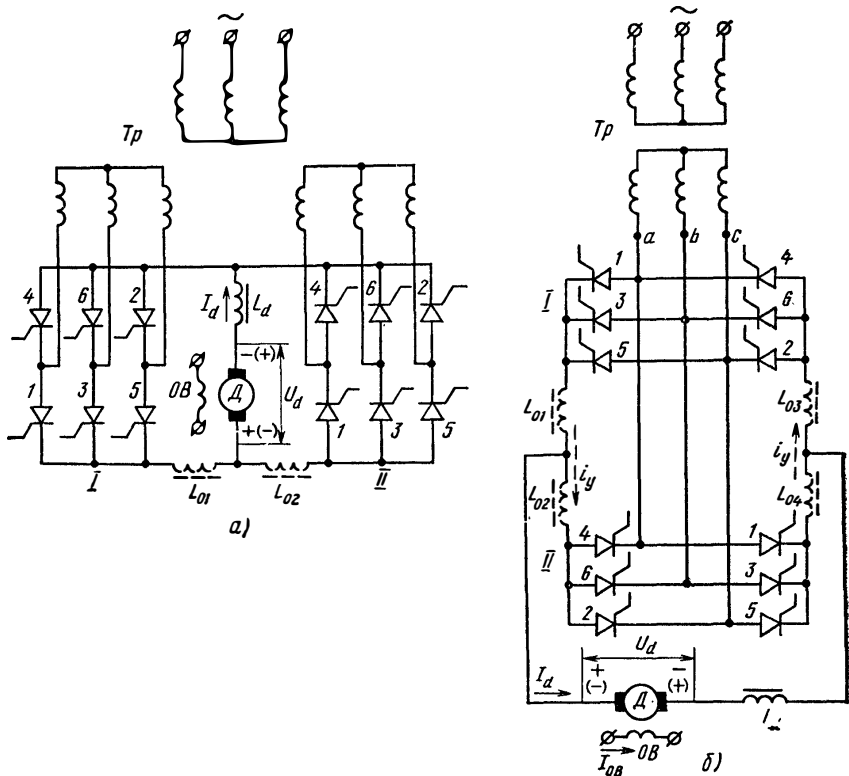 ~
Тр
4 6 2
I_d L_d
4 6 2
ОВ
−(+)
Д
U_d
+(−)
1 3 5
1 3 5
I
L_01 L_02
II
а)
~
Тр
a b c
1 4
I 3 6
5 2
L_01 L_03
i_y i_y
L_02 L_04
4 1
II 6 3
2 5
U_d
I_d + −
(−) (+)
Д
I_ОВ ОВ
б)